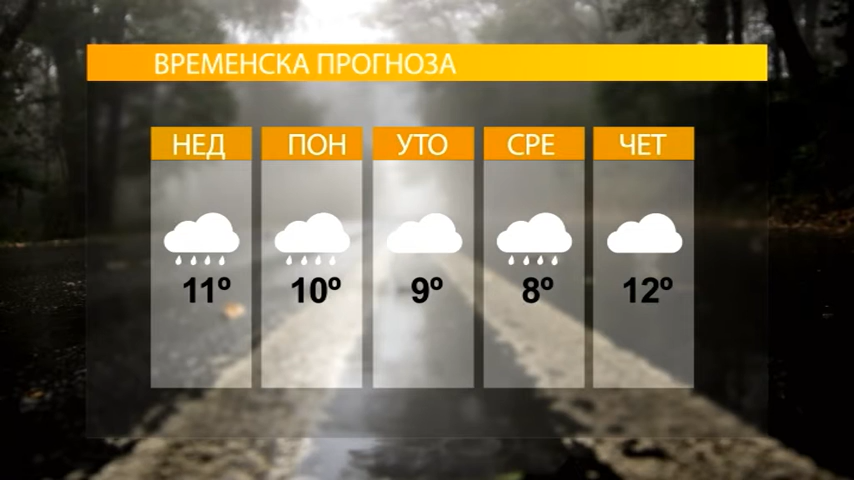 ВРЕМЕНСКА ПРОГНОЗА
НЕД ПОН УТО СРЕ ЧЕТ
11º 10º 9º 8º 12º